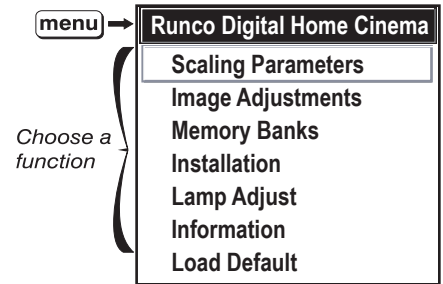 menu
Runco Digital Home Cinema
Scaling Parameters
Image Adjustments
Memory Banks
Installation
Lamp Adjust
Information
Load Default
Choose a
function